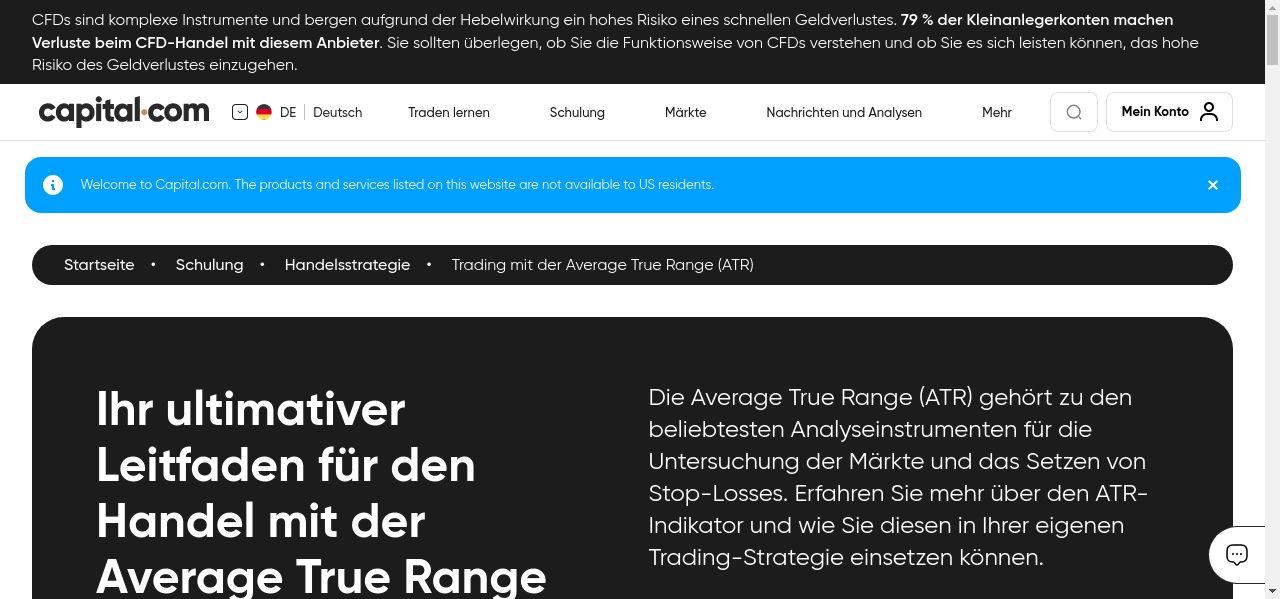 CFDs sind komplexe Instrumente und bergen aufgrund der Hebelwirkung ein hohes Risiko eines schnellen Geldverlustes. 79 % der Kleinanlegerkonten machen
Verluste beim CFD-Handel mit diesem Anbieter. Sie sollten überlegen, ob Sie die Funktionsweise von CFDs verstehen und ob Sie es sich leisten können, das hohe
Risiko des Geldverlustes einzugehen.
capital.com DE Deutsch Traden lernen Schulung Märkte Nachrichten und Analysen Mehr Mein Konto
Welcome to Capital.com. The products and services listed on this website are not available to US residents.
Startseite • Schulung • Handelsstrategie • Trading mit der Average True Range (ATR)
Ihr ultimativer
Leitfaden für den
Handel mit der
Average True Range
Die Average True Range (ATR) gehört zu den
beliebtesten Analyseinstrumenten für die
Untersuchung der Märkte und das Setzen von
Stop-Losses. Erfahren Sie mehr über den ATR-
Indikator und wie Sie diesen in Ihrer eigenen
Trading-Strategie einsetzen können.